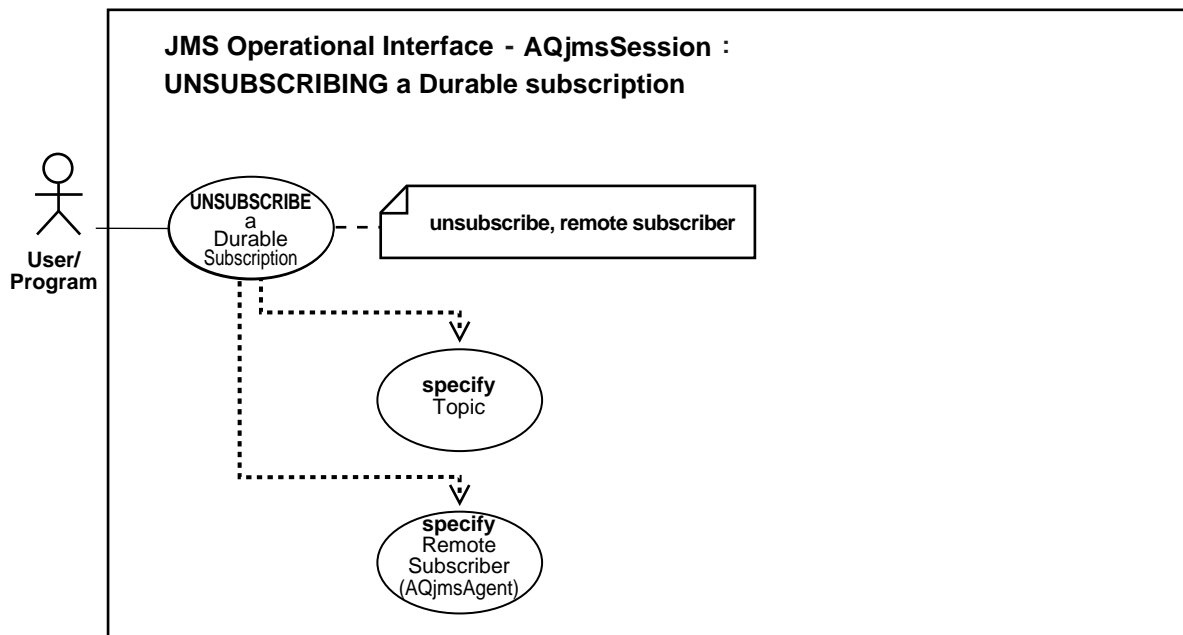 JMS Operational Interface - AQjmsSession :
UNSUBSCRIBING a Durable subscription
User/
Program
UNSUBSCRIBE
a
Durable
Subscription
unsubscribe, remote subscriber
specify
Topic
specify
Remote
Subscriber
(AQjmsAgent)